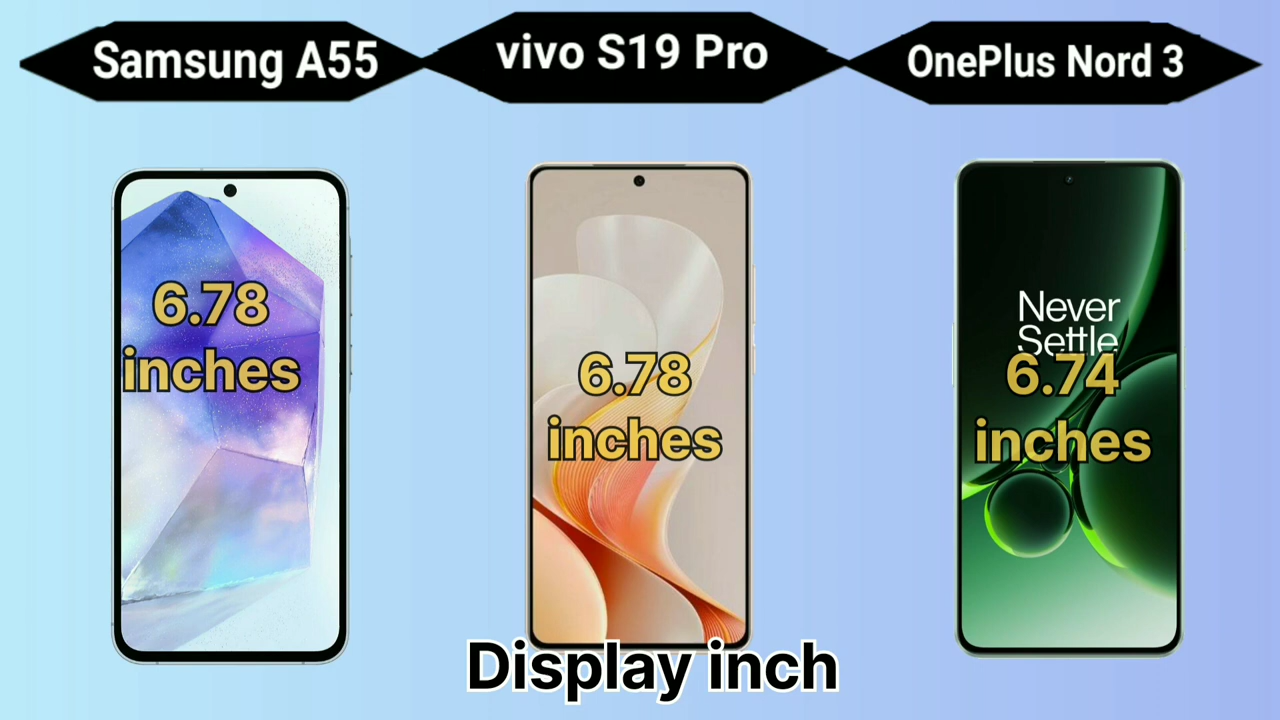 Samsung A55
vivo S19 Pro
OnePlus Nord 3
6.78
inches
6.78
inches
Never
Settle
6.74
inches
Display inch